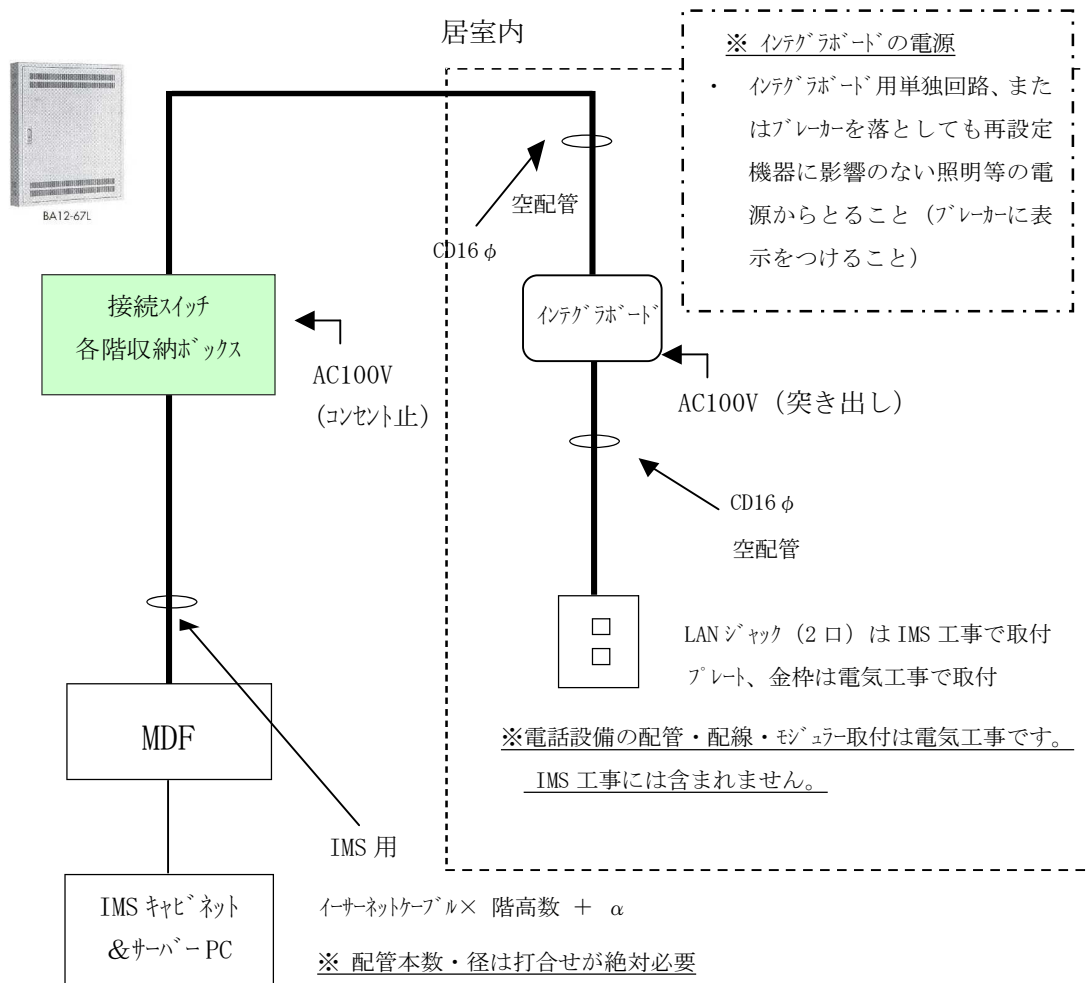 居室内
※ インテグラボードの電源
・ インテグラボード用単独回路、また
はブレーカーを落としても再設定
機器に影響のない照明等の電
源からとること（ブレーカーに表
示をつけること）
BA12-67L
空配管
CD16φ
接続スイッチ
各階収納ボックス
AC100V
（コンセント止）
インテグラボード
AC100V（突き出し）
CD16φ
空配管
LANジャック（2口）はIMS工事で取付
プレート、金枠は電気工事で取付
MDF
※電話設備の配管・配線・モジュラー取付は電気工事です。
IMS工事には含まれません。
IMS用
IMSキャビネット
&サーバーPC
イーサーネットケーブル× 階高数 + α
※ 配管本数・径は打合せが絶対必要